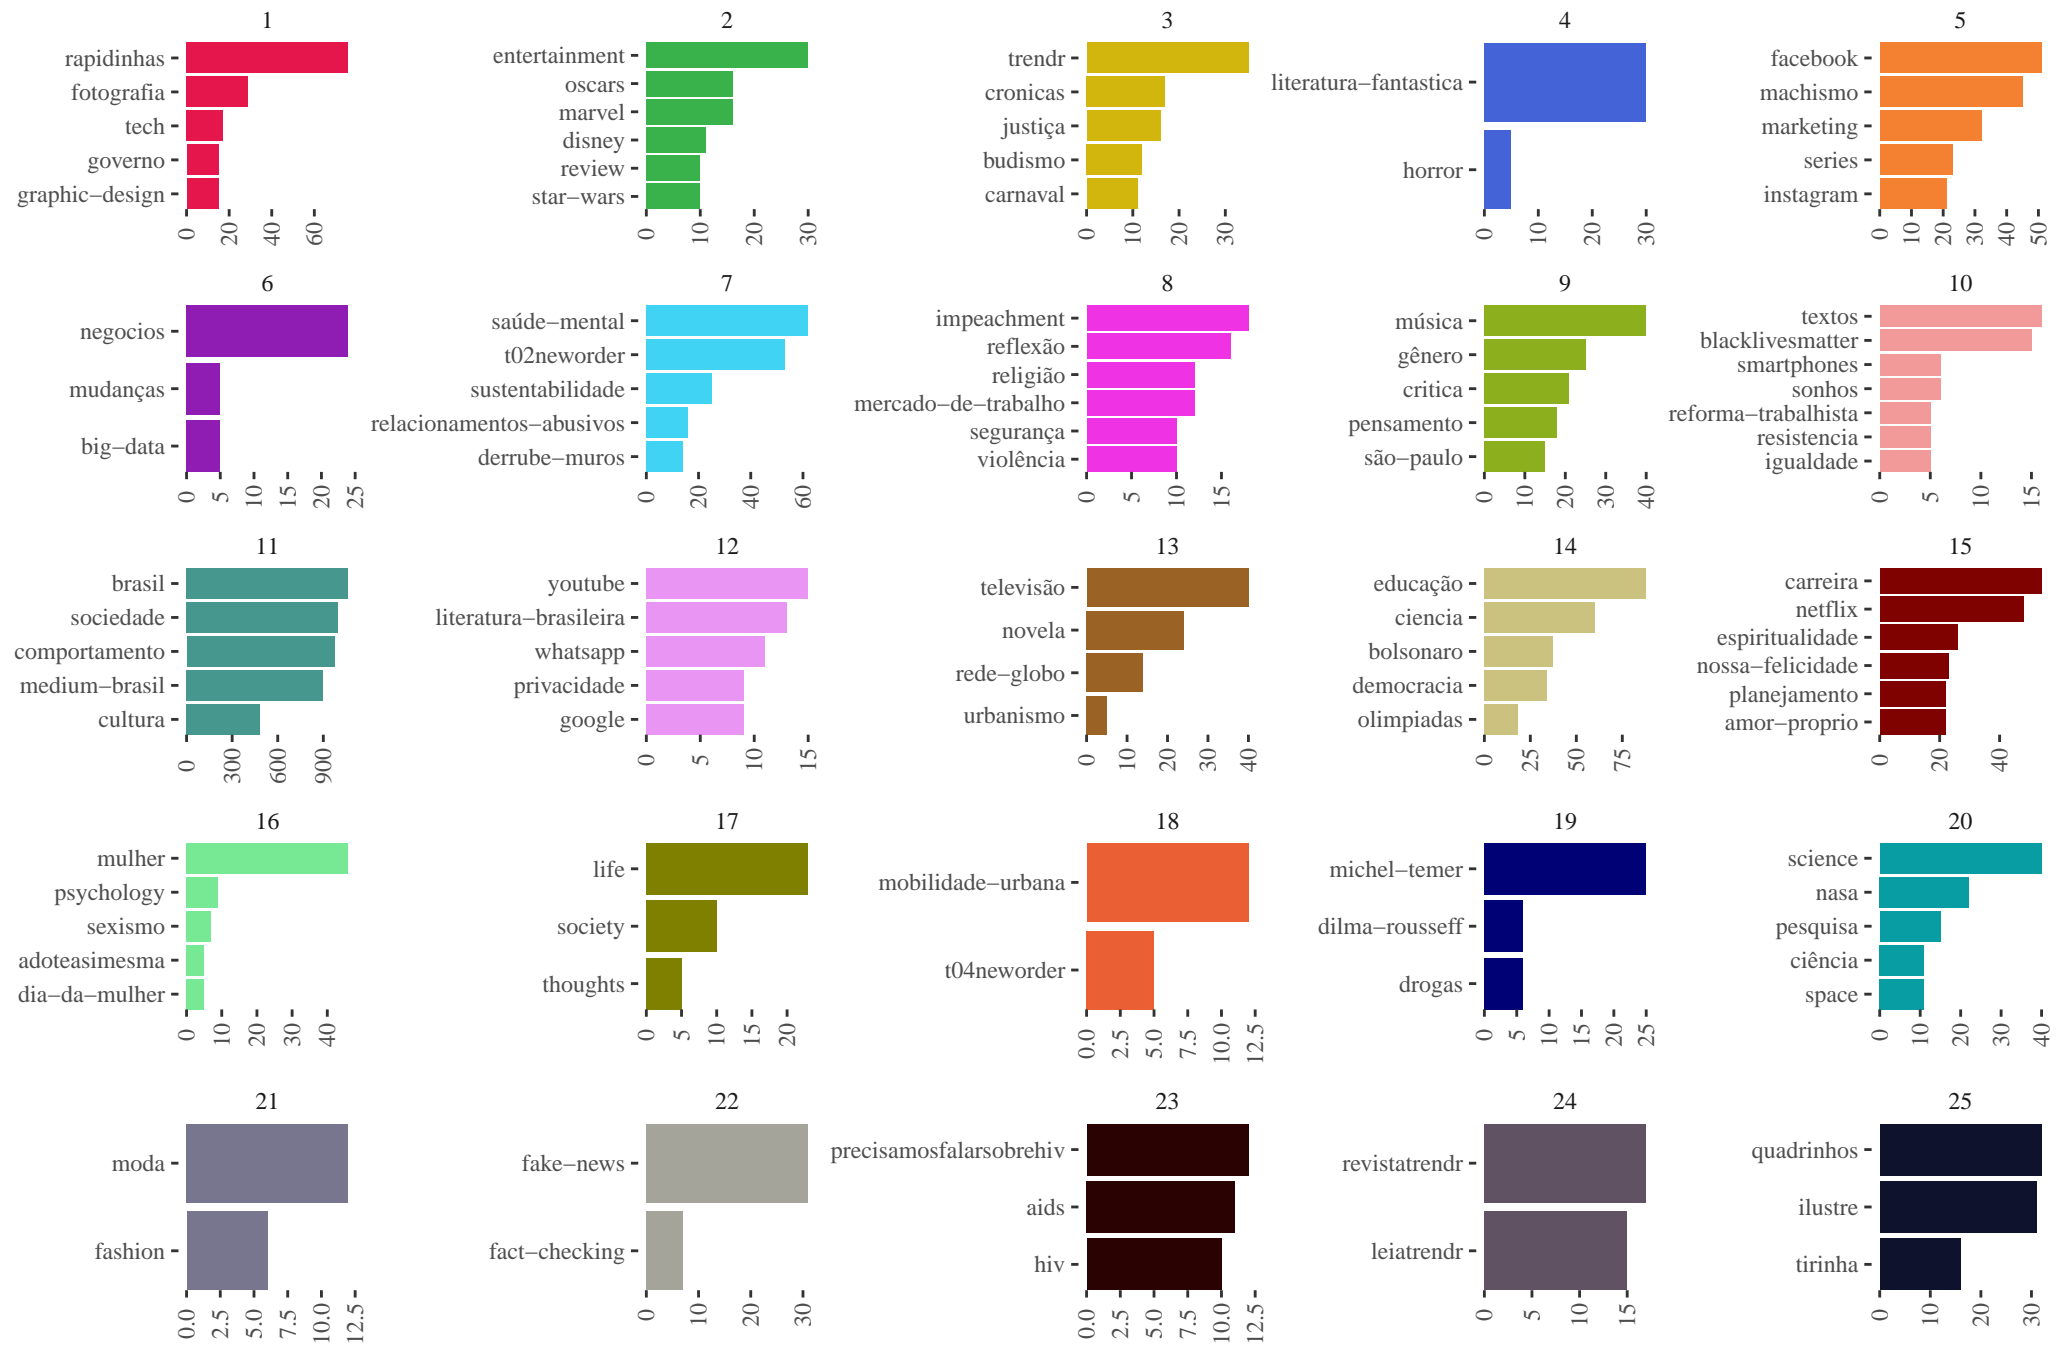 1
rapidinhas
fotografia
tech
governo
graphic−design
0 20 40 60
2
entertainment
oscars
marvel
disney
review
star−wars
0 10 20 30
3
trendr
cronicas
justiça
budismo
carnaval
0 10 20 30
4
literatura−fantastica
horror
0 10 20 30
5
facebook
machismo
marketing
series
instagram
0 10 20 30 40 50
6
negocios
mudanças
big−data
0 5 10 15 20 25
7
saúde−mental
t02neworder
sustentabilidade
relacionamentos−abusivos
derrube−muros
0 20 40 60
8
impeachment
reflexão
religião
mercado−de−trabalho
segurança
violência
0 5 10 15
9
música
gênero
critica
pensamento
são−paulo
0 10 20 30 40
10
textos
blacklivesmatter
smartphones
sonhos
reforma−trabalhista
resistencia
igualdade
0 5 10 15
11
brasil
sociedade
comportamento
medium−brasil
cultura
0 300 600 900
12
youtube
literatura−brasileira
whatsapp
privacidade
google
0 5 10 15
13
televisão
novela
rede−globo
urbanismo
0 10 20 30 40
14
educação
ciencia
bolsonaro
democracia
olimpiadas
0 25 50 75
15
carreira
netflix
espiritualidade
nossa−felicidade
planejamento
amor−proprio
0 20 40
16
mulher
psychology
sexismo
adoteasimesma
dia−da−mulher
0 10 20 30 40
17
life
society
thoughts
0 5 10 15 20
18
mobilidade−urbana
t04neworder
0.0 2.5 5.0 7.5 10.0 12.5
19
michel−temer
dilma−rousseff
drogas
0 5 10 15 20 25
20
science
nasa
pesquisa
ciência
space
0 10 20 30 40
21
moda
fashion
0.0 2.5 5.0 7.5 10.0 12.5
22
fake−news
fact−checking
0 10 20 30
23
precisamosfalarsobrehiv
aids
hiv
0.0 2.5 5.0 7.5 10.0 12.5
24
revistatrendr
leiatrendr
0 5 10 15
25
quadrinhos
ilustre
tirinha
0 10 20 30